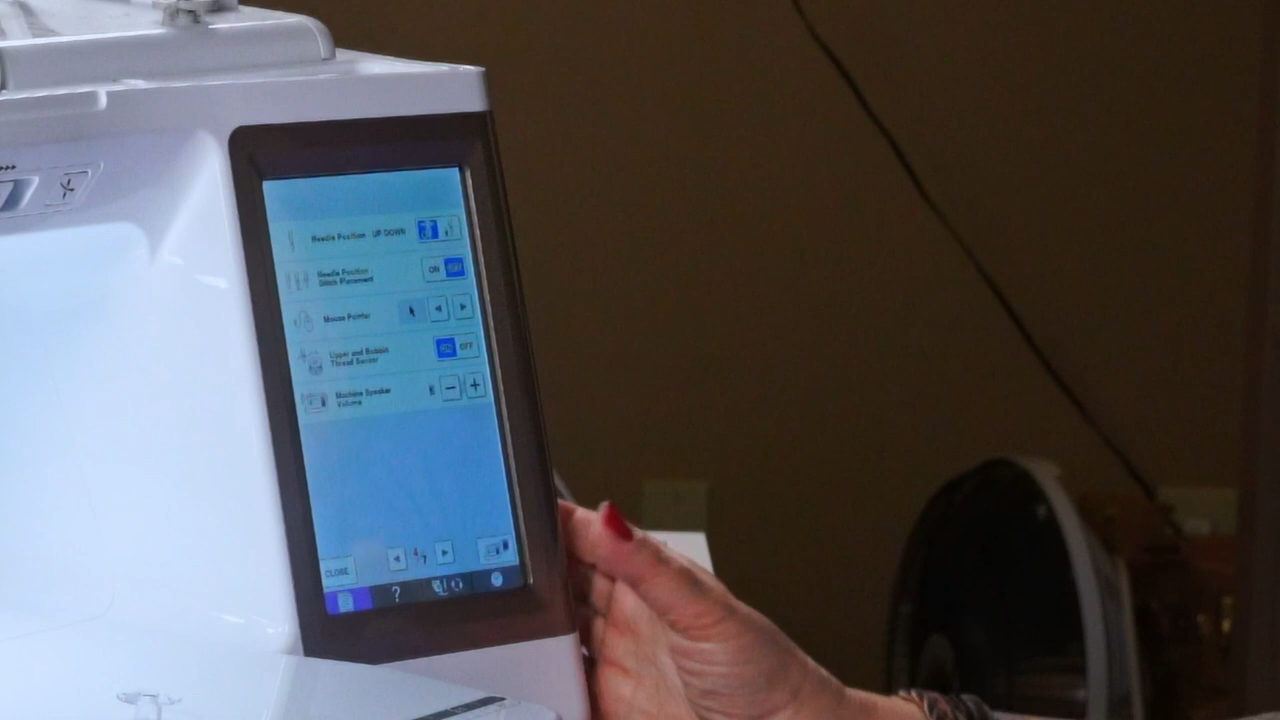 Needle Position - UP/DOWN
Needle Position
Stitch Placement
ON
Mouse Pointer
Upper and Bobbin
Thread Sensor
OFF
Machine Speaker
Volume
- +
CLOSE
?